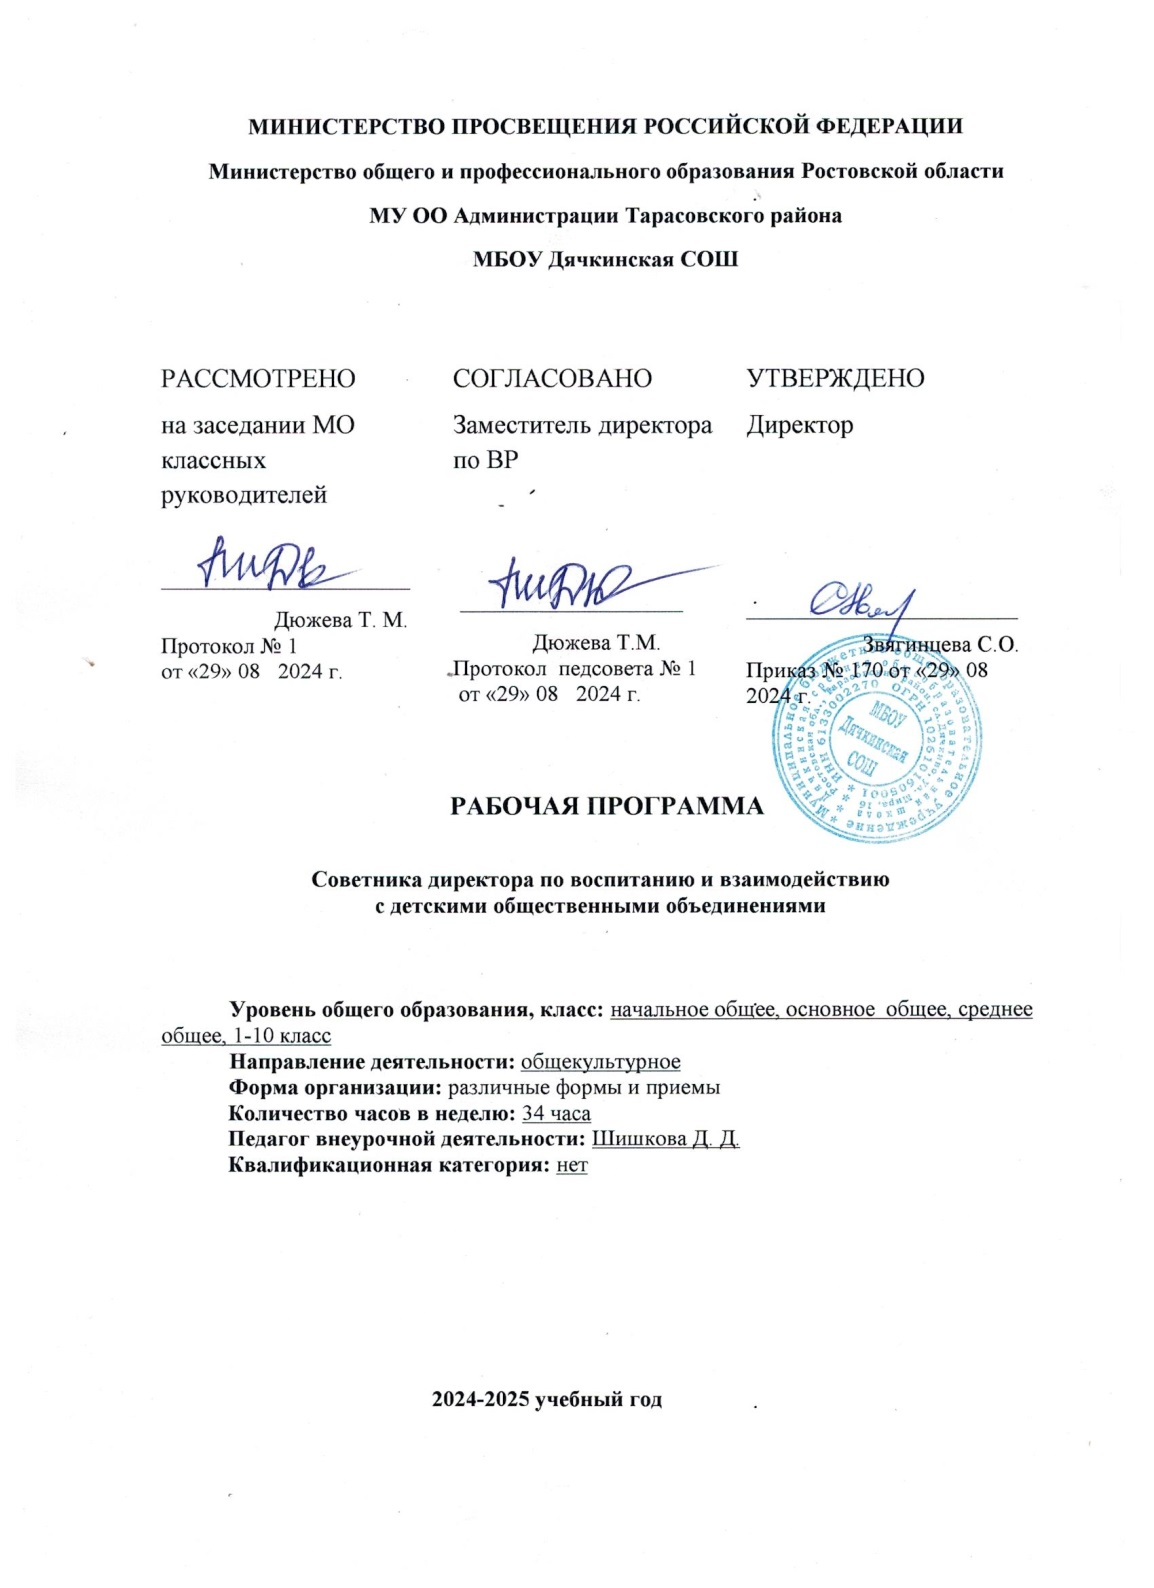 МИНИСТЕРСТВО ПРОСВЕЩЕНИЯ РОССИЙСКОЙ ФЕДЕРАЦИИ
Министерство общего и профессионального образования Ростовской области
МУ ОО Администрации Тарасовского района
МБОУ Дячкинская СОШ
РАССМОТРЕНО
на заседании МО
классных
руководителей
Дюжева Т. М.
Протокол № 1
от «29» 08 2024 г.
СОГЛАСОВАНО
Заместитель директора
по ВР
Дюжева Т.М.
Протокол педсовета № 1
от «29» 08 2024 г.
УТВЕРЖДЕНО
Директор
Звягинцева С.О.
Приказ № 170 от «29» 08
2024 г.
МБОУ
Дячкинская
СОШ
РАБОЧАЯ ПРОГРАММА
Советника директора по воспитанию и взаимодействию
с детскими общественными объединениями
Уровень общего образования, класс: начальное общее, основное общее, среднее
общее, 1-10 класс
Направление деятельности: общекультурное
Форма организации: различные формы и приемы
Количество часов в неделю: 34 часа
Педагог внеурочной деятельности: Шишкова Д. Д.
Квалификационная категория: нет
2024-2025 учебный год